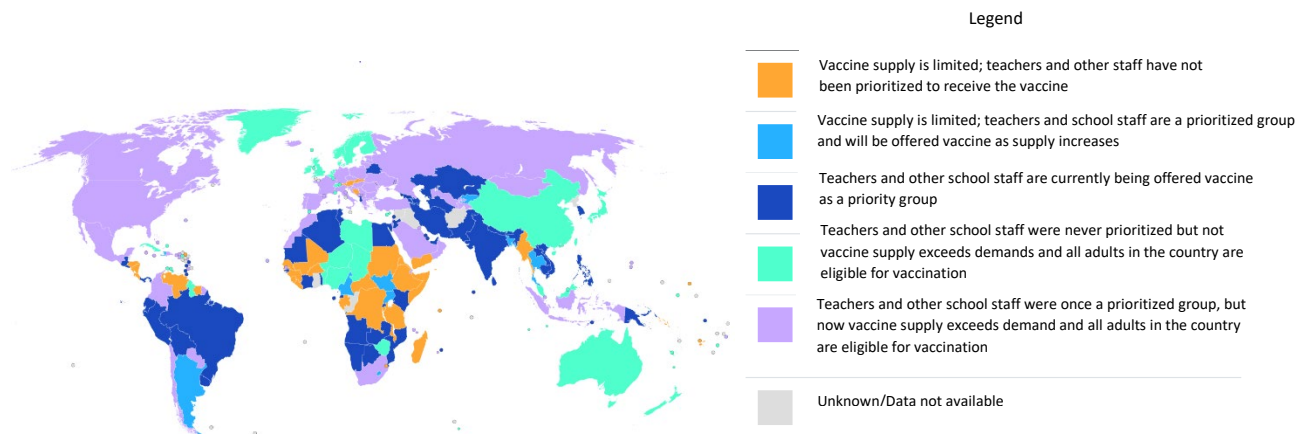 Legend
Vaccine supply is limited; teachers and other staff have not
been prioritized to receive the vaccine
Vaccine supply is limited; teachers and school staff are a prioritized group
and will be offered vaccine as supply increases
Teachers and other school staff are currently being offered vaccine
as a priority group
Teachers and other school staff were never prioritized but not
vaccine supply exceeds demands and all adults in the country are
eligible for vaccination
Teachers and other school staff were once a prioritized group, but
now vaccine supply exceeds demand and all adults in the country
are eligible for vaccination
Unknown/Data not available